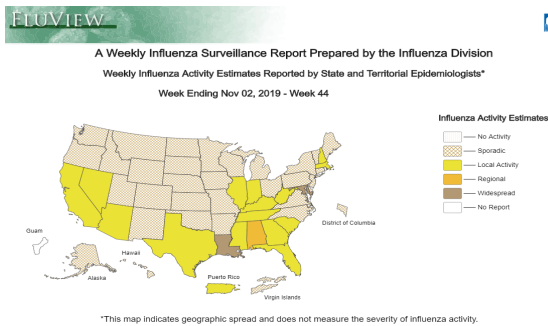 FLUVIEW
A Weekly Influenza Surveillance Report Prepared by the Influenza Division
Weekly Influenza Activity Estimates Reported by State and Territorial Epidemiologists*
Week Ending Nov 02, 2019 - Week 44
Influenza Activity Estimates
No Activity
Sporadic
Local Activity
Regional
Widespread
No Report
District of Columbia
Guam
Hawaii
Alaska
Puerto Rico
Virgin Islands
*This map indicates geographic spread and does not measure the severity of influenza activity.